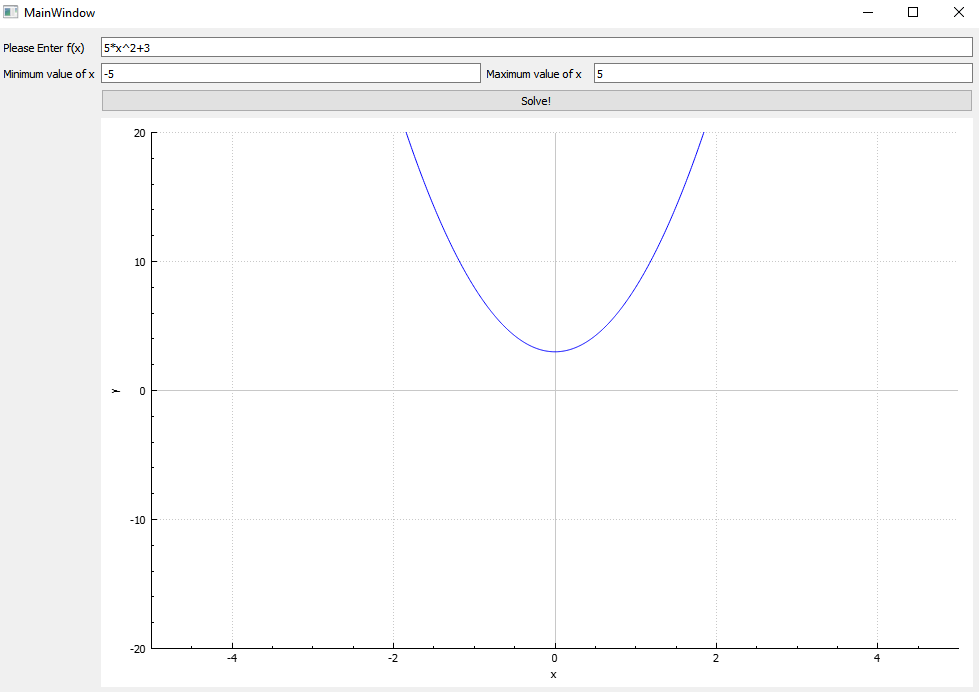 MainWindow
Please Enter f(x) 5*x^2+3
Minimum value of x -5 Maximum value of x 5
Solve!
20
10
y 0
-10
-20
-4 -2 0 2 4
x